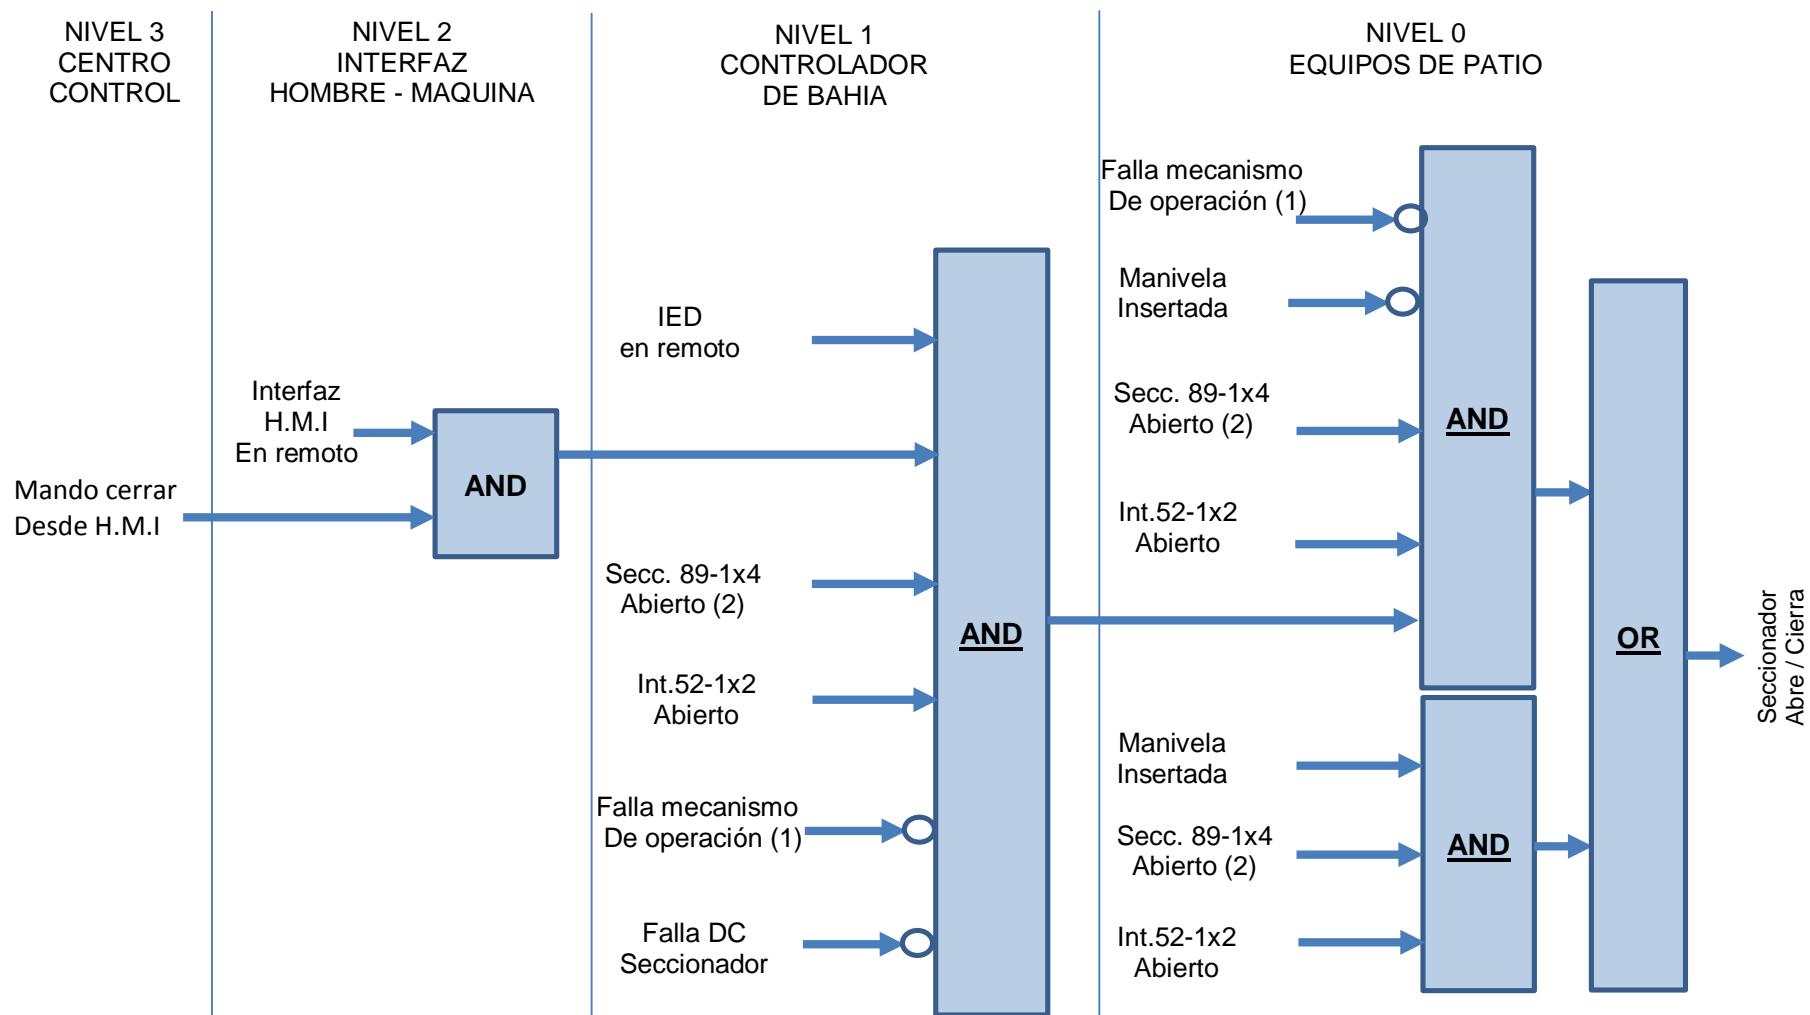 NIVEL 3
CENTRO
CONTROL
NIVEL 2
INTERFAZ
HOMBRE - MAQUINA
NIVEL 1
CONTROLADOR
DE BAHIA
NIVEL 0
EQUIPOS DE PATIO
Mando cerrar
Desde H.M.I
Interfaz
H.M.I
En remoto
AND
IED
en remoto
Secc. 89-1x4
Abierto (2)
Int.52-1x2
Abierto
Falla mecanismo
De operación (1)
Falla DC
Seccionador
AND
Falla mecanismo
De operación (1)
Manivela
Insertada
Secc. 89-1x4
Abierto (2)
Int.52-1x2
Abierto
AND
Manivela
Insertada
Secc. 89-1x4
Abierto (2)
Int.52-1x2
Abierto
AND
OR
Seccionador
Abre / Cierra